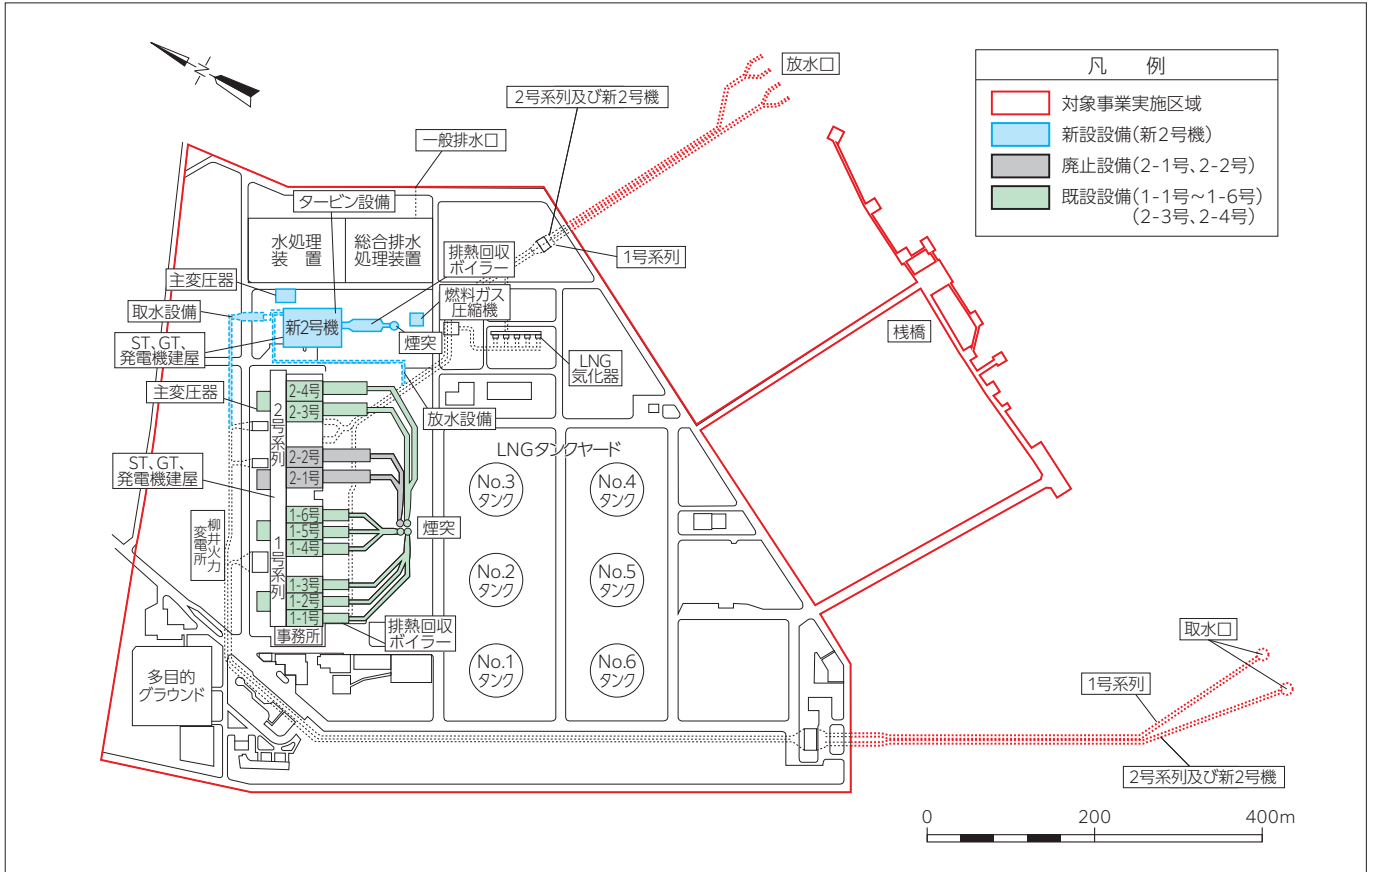 N
放水口
2号系列及び新2号機
一般排水口
凡　例
対象事業実施区域
新設設備(新2号機)
廃止設備(2-1号、2-2号)
既設設備(1-1号～1-6号)
(2-3号、2-4号)
タービン設備
水処理
装 置
総合排水
処理装置
排熱回収
ボイラー
1号系列
主変圧器
取水設備
燃料ガス
圧縮機
新2号機
煙突
ST、GT、
発電機建屋
LNG
気化器
桟橋
主変圧器
2-4号
2-3号
放水設備
2号系列
2-2号
2-1号
LNGタンクヤード
ST、GT、
発電機建屋
No.3
タンク
No.4
タンク
1-6号
1-5号
1-4号
煙突
柳井火力
変電所
1号系列
No.2
タンク
No.5
タンク
1-3号
1-2号
1-1号
事務所
排熱回収
ボイラー
取水口
多目的
グラウンド
No.1
タンク
No.6
タンク
1号系列
2号系列及び新2号機
0
200
400m